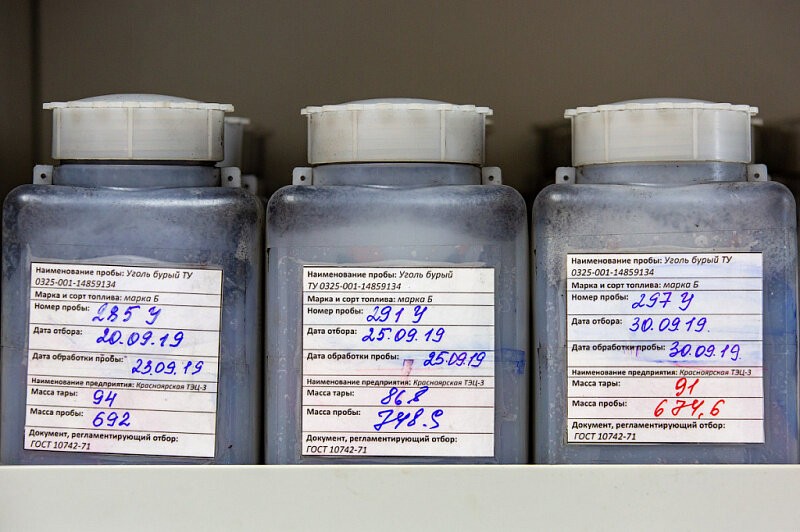 Наименование пробы: Уголь бурый ТУ
0325-001-14859134
Марка и сорт топлива: марка Б
Номер пробы: 285 У
Дата отбора: 20.09.19
Дата обработки пробы: 23.09.19
Наименование предприятия: Красноярская ТЭЦ-3
Масса тары: 94
Масса пробы: 692
Документ, регламентирующий отбор:
ГОСТ 10742-71
Наименование пробы: Уголь бурый
ТУ 0325-001-14859134
Марка и сорт топлива: марка Б
Номер пробы: 291 У
Дата отбора: 25.09.19
Дата обработки пробы: 25.09.19
Наименование предприятия: Красноярская ТЭЦ-3
Масса тары: 86.8
Масса пробы: 748.5
Документ, регламентирующий отбор:
ГОСТ 10742-71
Наименование пробы: Уголь бурый ТУ
0325-001-14859134
Марка и сорт топлива: марка Б
Номер пробы: 297 У
Дата отбора: 30.09.19.
Дата обработки пробы: 30.09.19.
Наименование предприятия: Красноярская ТЭЦ-3
Масса тары: 91
Масса пробы: 674,6
Документ, регламентирующий отбор:
ГОСТ 10742-71